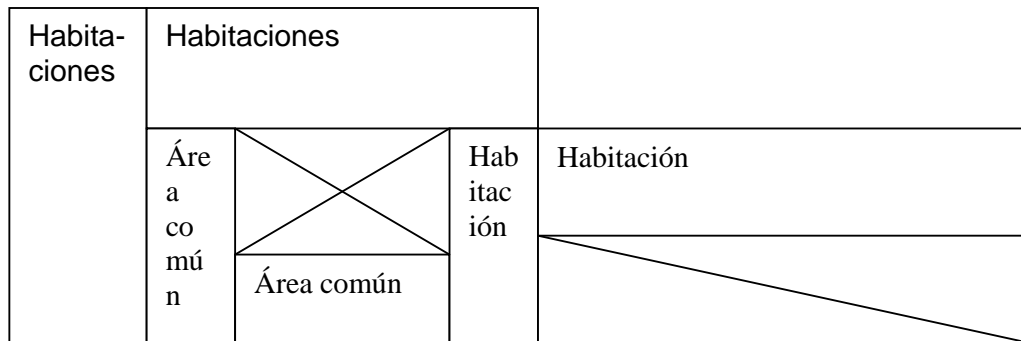 Habita-
ciones
Habitaciones
Áre
a
co
mú
n
Área común
Hab
itac
ión
Habitación